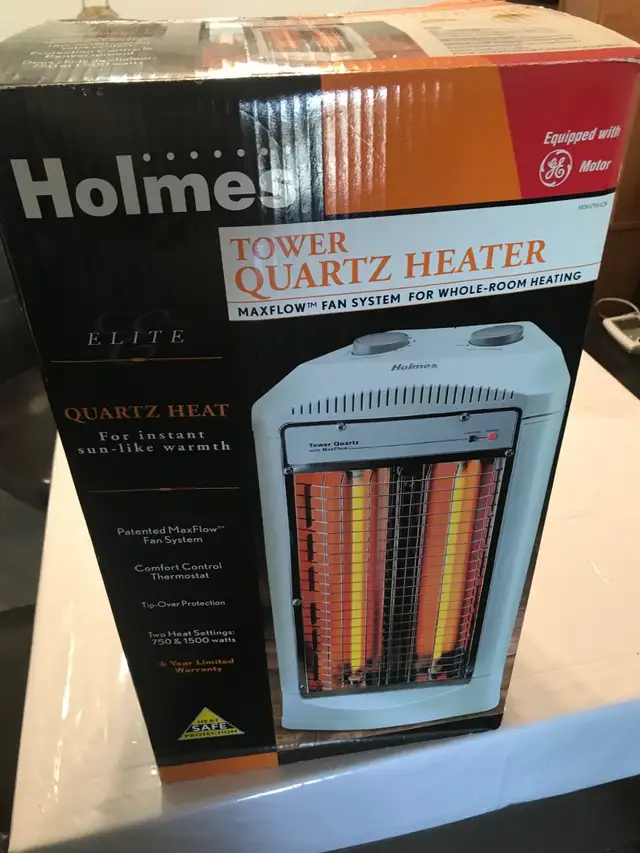 Holmes
Equipped with
GE
Motor
TOWER
QUARTZ HEATER
MAXFLOW™ FAN SYSTEM FOR WHOLE-ROOM HEATING
ELITE
QUARTZ HEAT
For instant
sun-like warmth
Patented MaxFlow™
Fan System
Comfort Control
Thermostat
Tip-Over Protection
Two Heat Settings:
750 & 1500 watts
6 Year Limited
Warranty
HEAT
SAFE
PROTECTION
Holmes
Tower Quartz
with MaxFlow